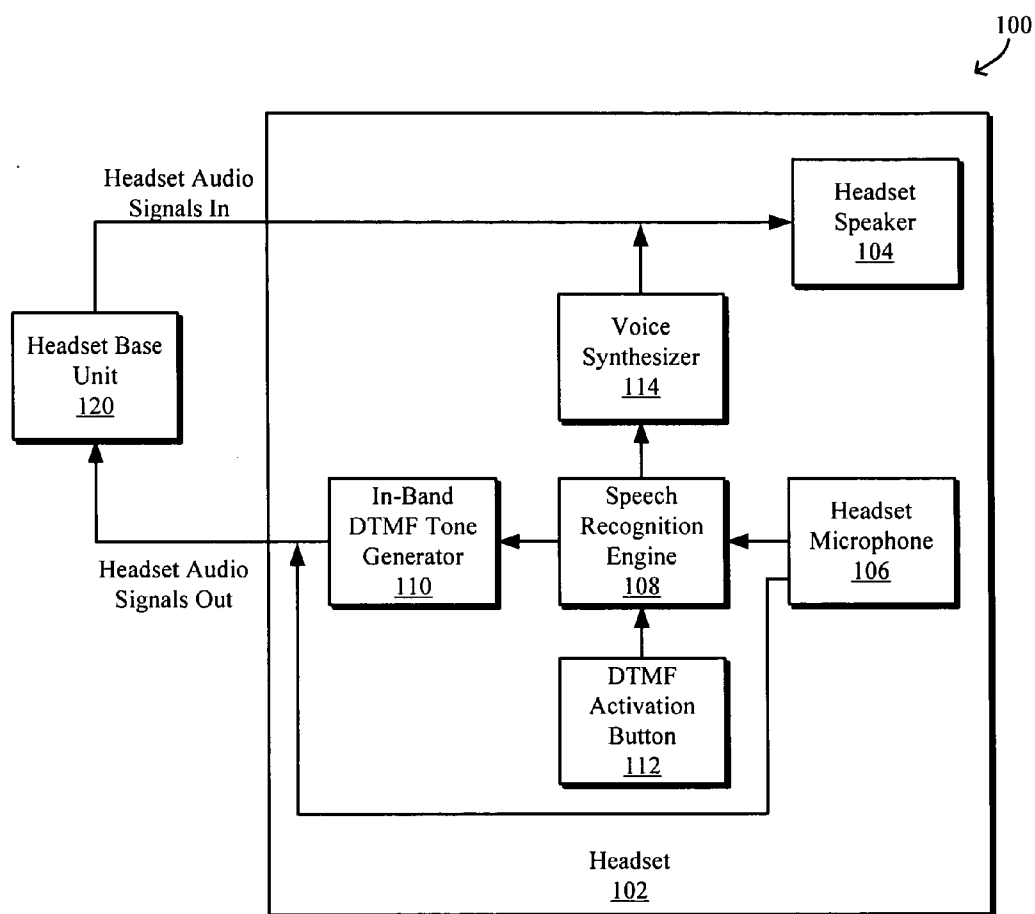 100
Headset Audio
Signals In
Headset
Speaker
104
Headset Base
Unit
120
Voice
Synthesizer
114
In-Band
DTMF Tone
Generator
110
Speech
Recognition
Engine
108
Headset
Microphone
106
Headset Audio
Signals Out
DTMF
Activation
Button
112
Headset
102